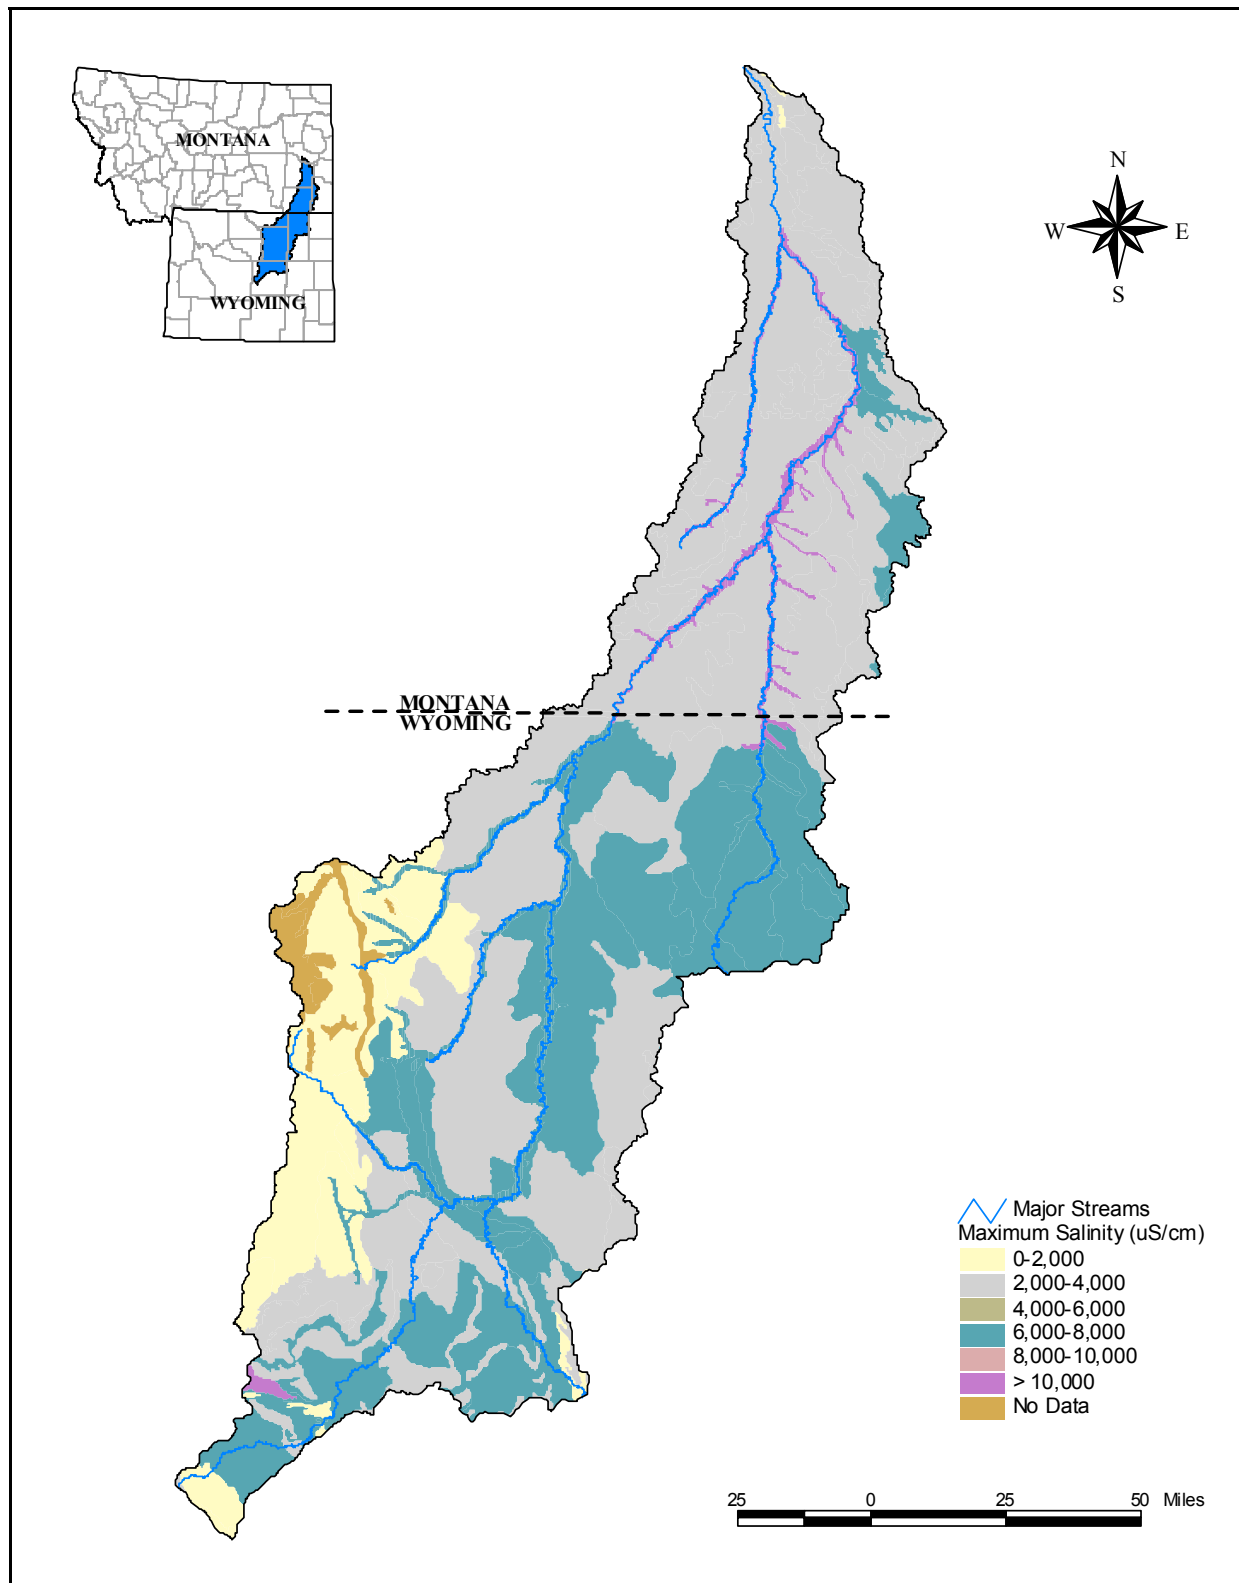 MONTANA
WYOMING
N
W
E
S
MONTANA
WYOMING
Major Streams
Maximum Salinity (uS/cm)
0-2,000
2,000-4,000
4,000-6,000
6,000-8,000
8,000-10,000
> 10,000
No Data
25 0 25 50 Miles